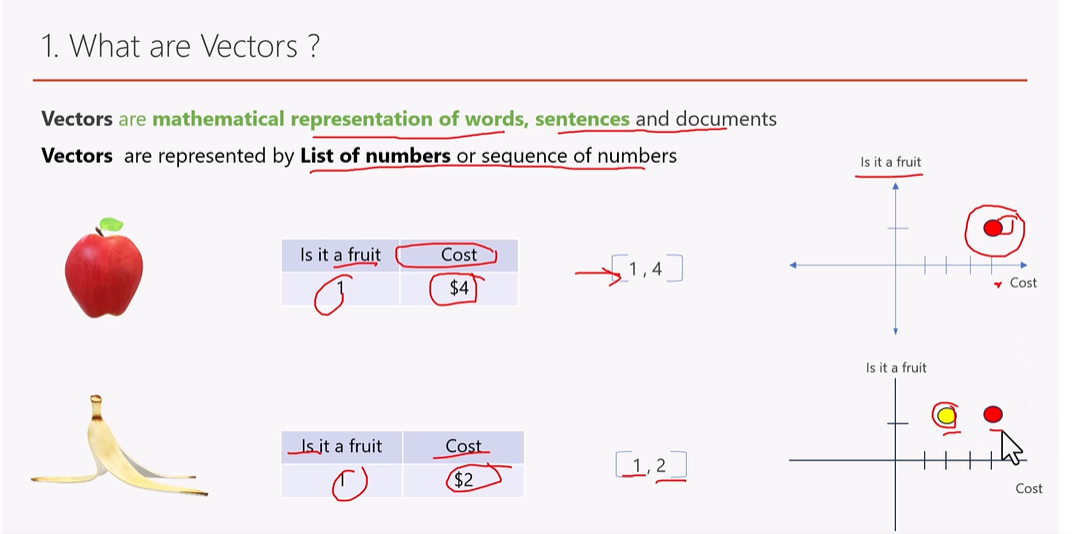 1. What are Vectors ?
Vectors are mathematical representation of words, sentences and documents
Vectors are represented by List of numbers or sequence of numbers
Is it a fruit
Is it a fruit Cost
1 $4
[1, 4]
Cost
Is it a fruit
Is it a fruit Cost
1 $2
[1, 2]
Cost